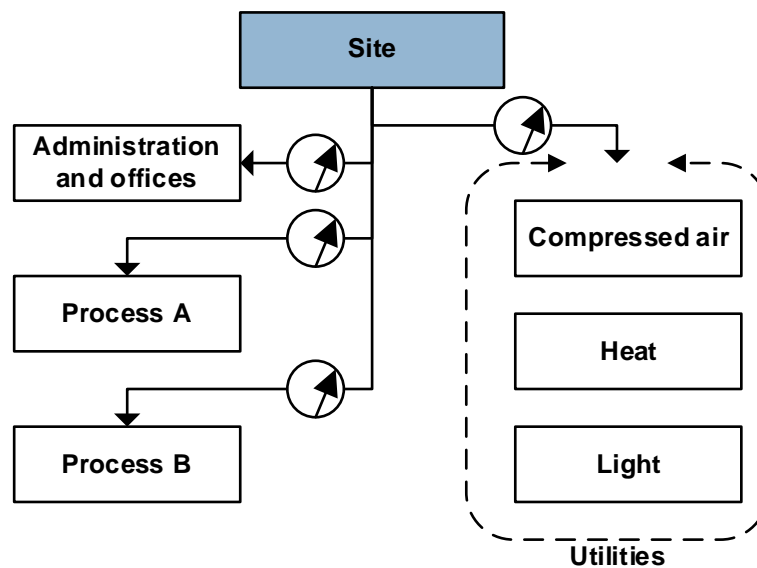 Site
Administration
and offices
Process A
Process B
Compressed air
Heat
Light
Utilities